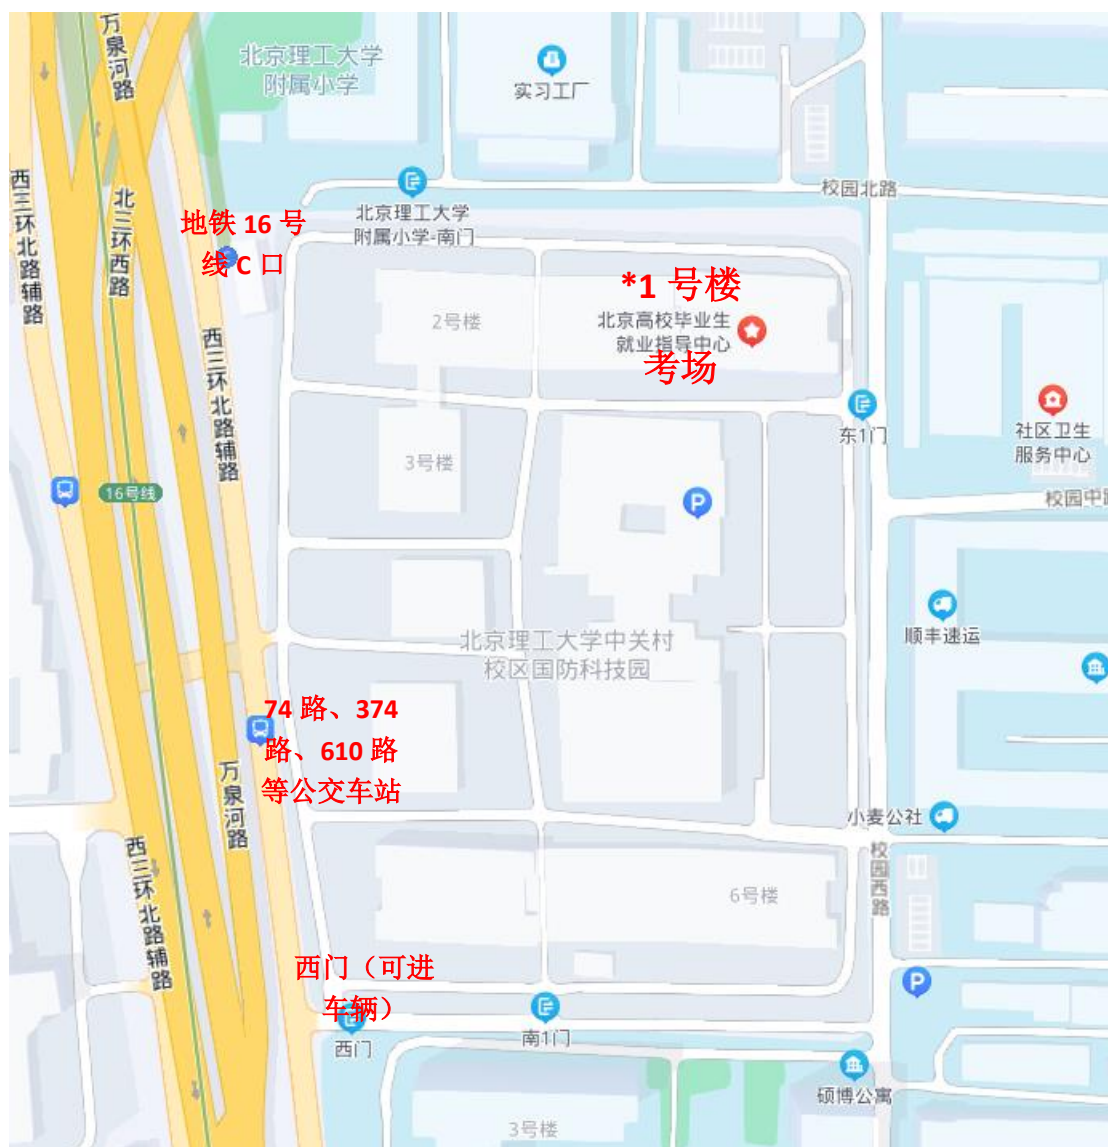 万泉河路
北京理工大学
附属小学
实习工厂
西三环北路辅路
北三环西路
校园北路
北京理工大学
附属小学-南门
地铁 16 号
线 C 口
*1 号楼
2号楼
北京高校毕业生
就业指导中心
考场
西三环北路辅路
东1门
社区卫生
服务中心
3号楼
16号线
P
校园中路
顺丰速运
北京理工大学中关村
校区国防科技园
74 路、374
路、610 路
等公交车站
万泉河路
小麦公社
西三环北路辅路
校园西路
6号楼
西门（可进
车辆）
P
西门
南1门
硕博公寓
3号楼